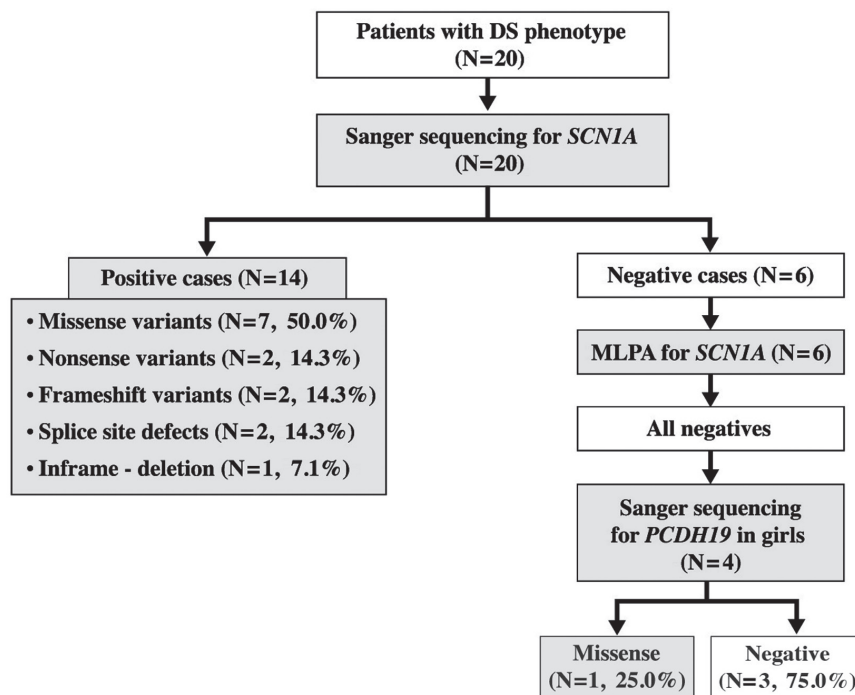 Patients with DS phenotype
(N=20)
Sanger sequencing for SCN1A
(N=20)
Positive cases (N=14)
• Missense variants (N=7, 50.0%)
• Nonsense variants (N=2, 14.3%)
• Frameshift variants (N=2, 14.3%)
• Splice site defects (N=2, 14.3%)
• Inframe - deletion (N=1, 7.1%)
Negative cases (N=6)
MLPA for SCN1A (N=6)
All negatives
Sanger sequencing
for PCDH19 in girls
(N=4)
Missense
(N=1, 25.0%)
Negative
(N=3, 75.0%)